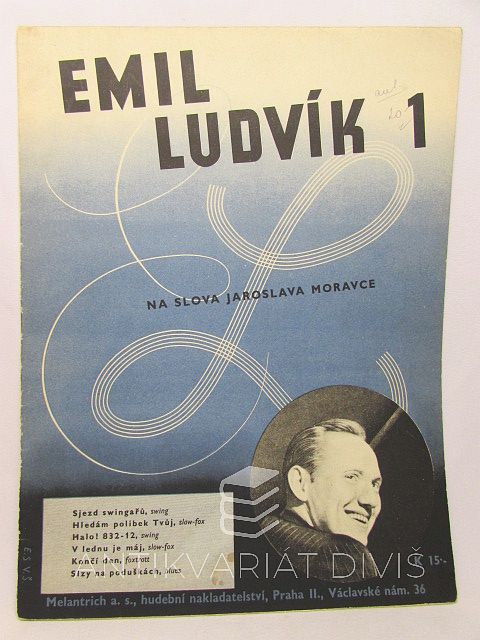 EMIL
LUDVÍK 1
NA SLOVA JAROSLAVA MORAVCE
Sjezd swingařů, swing
Hledám polibek Tvůj, slow-fox
Halo! 832-12, swing
V lednu je máj, slow-fox
Končí den, foxtrott
Slzy na poduškách, blues
ANTIKVARIÁT DIVIŠ
K 15·-
Melantrich a. s., hudební nakladatelství, Praha II., Václavské nám. 36